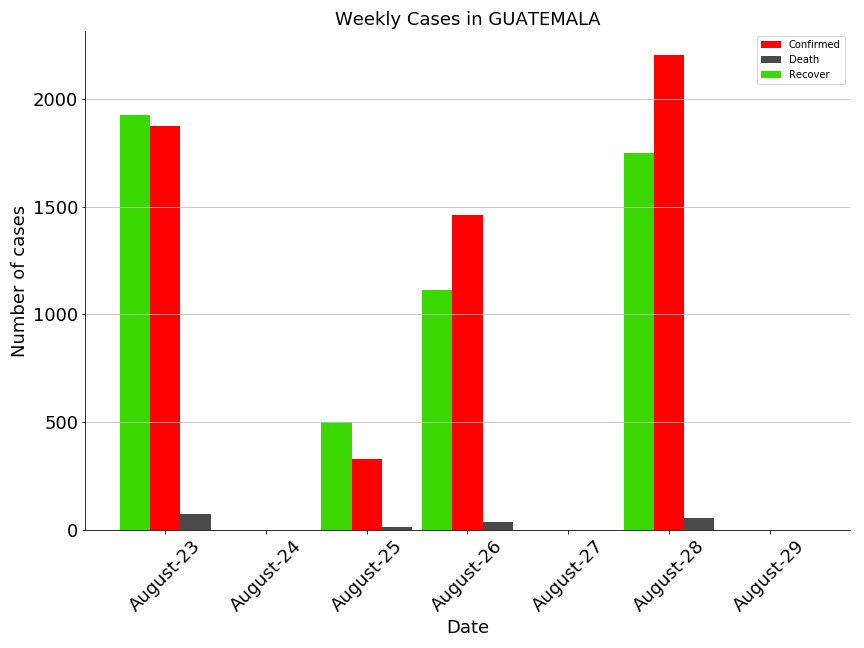 Weekly Cases in GUATEMALA
Confirmed
Death
Recover
Number of cases
2000
1500
1000
500
0
August-23
August-24
August-25
August-26
August-27
August-28
August-29
Date